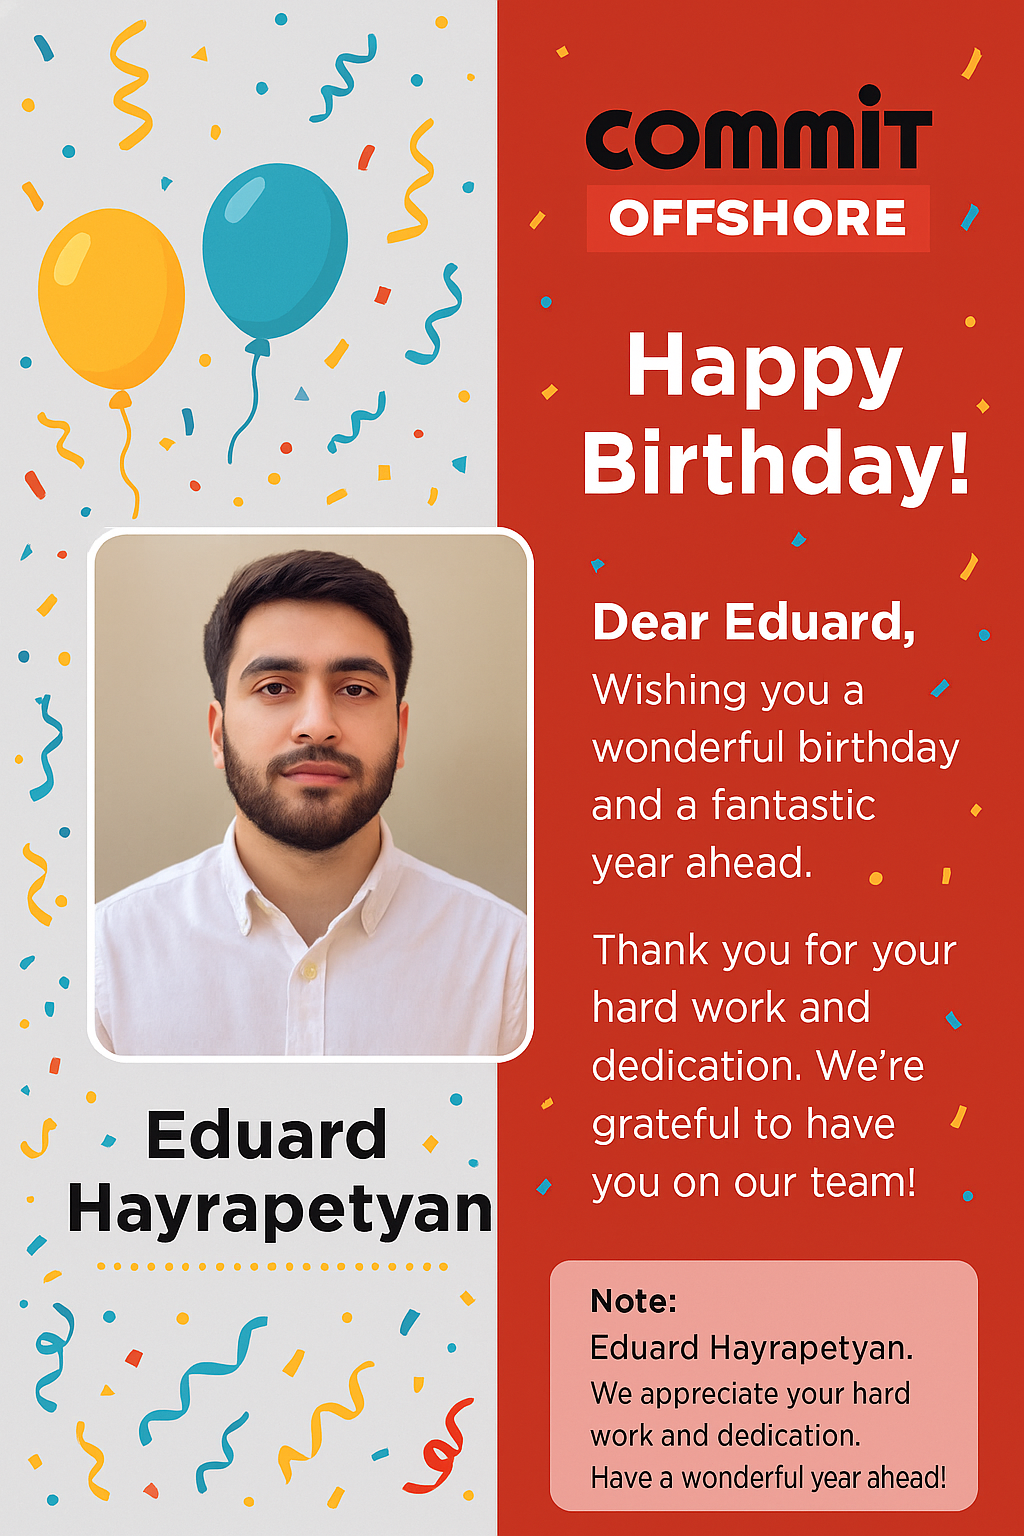 commit
OFFSHORE
Happy
Birthday!
Dear Eduard,
Wishing you a
wonderful birthday
and a fantastic
year ahead.
Thank you for your
hard work and
dedication. We’re
grateful to have
you on our team!
Eduard
Hayrapetyan
Note:
Eduard Hayrapetyan.
We appreciate your hard
work and dedication.
Have a wonderful year ahead!